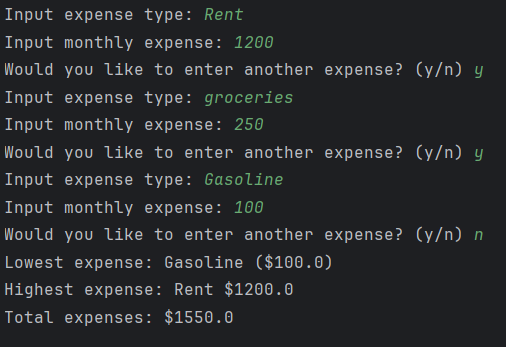 Input expense type: Rent
Input monthly expense: 1200
Would you like to enter another expense? (y/n) y
Input expense type: groceries
Input monthly expense: 250
Would you like to enter another expense? (y/n) y
Input expense type: Gasoline
Input monthly expense: 100
Would you like to enter another expense? (y/n) n
Lowest expense: Gasoline ($100.0)
Highest expense: Rent $1200.0
Total expenses: $1550.0